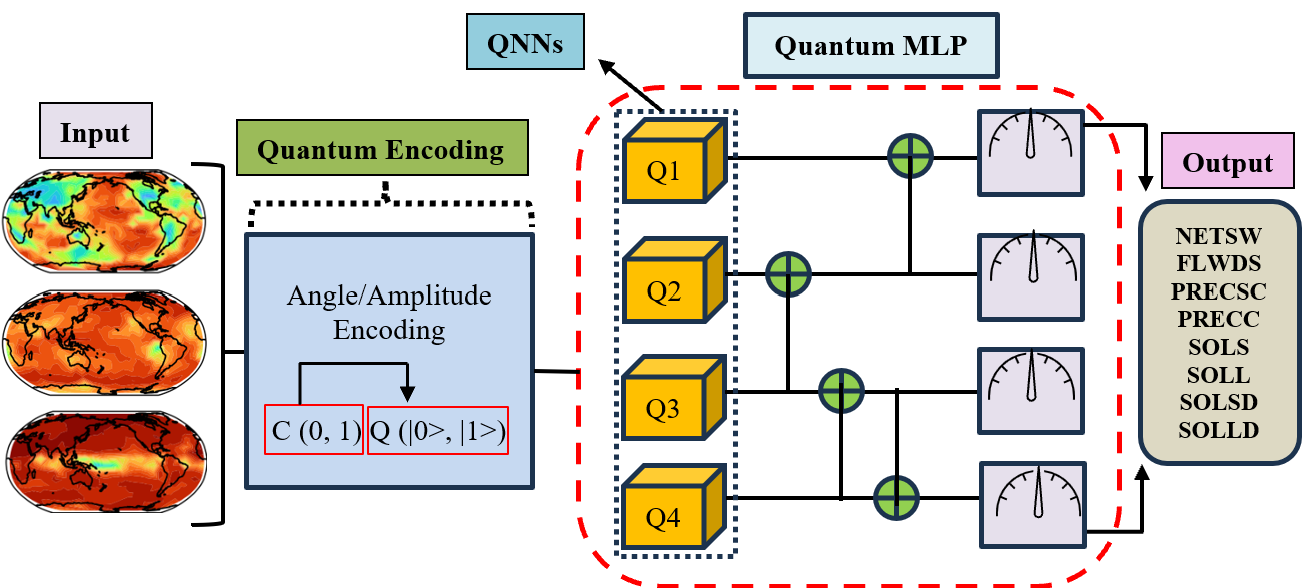 QNNs
Quantum MLP
Input
Quantum Encoding
Angle/Amplitude
Encoding
C (0, 1)
Q (|0>, |1>)
Q1
Q2
Q3
Q4
Output
NETSW
FLWDS
PRECSC
PRECC
SOLS
SOLL
SOLSD
SOLLD